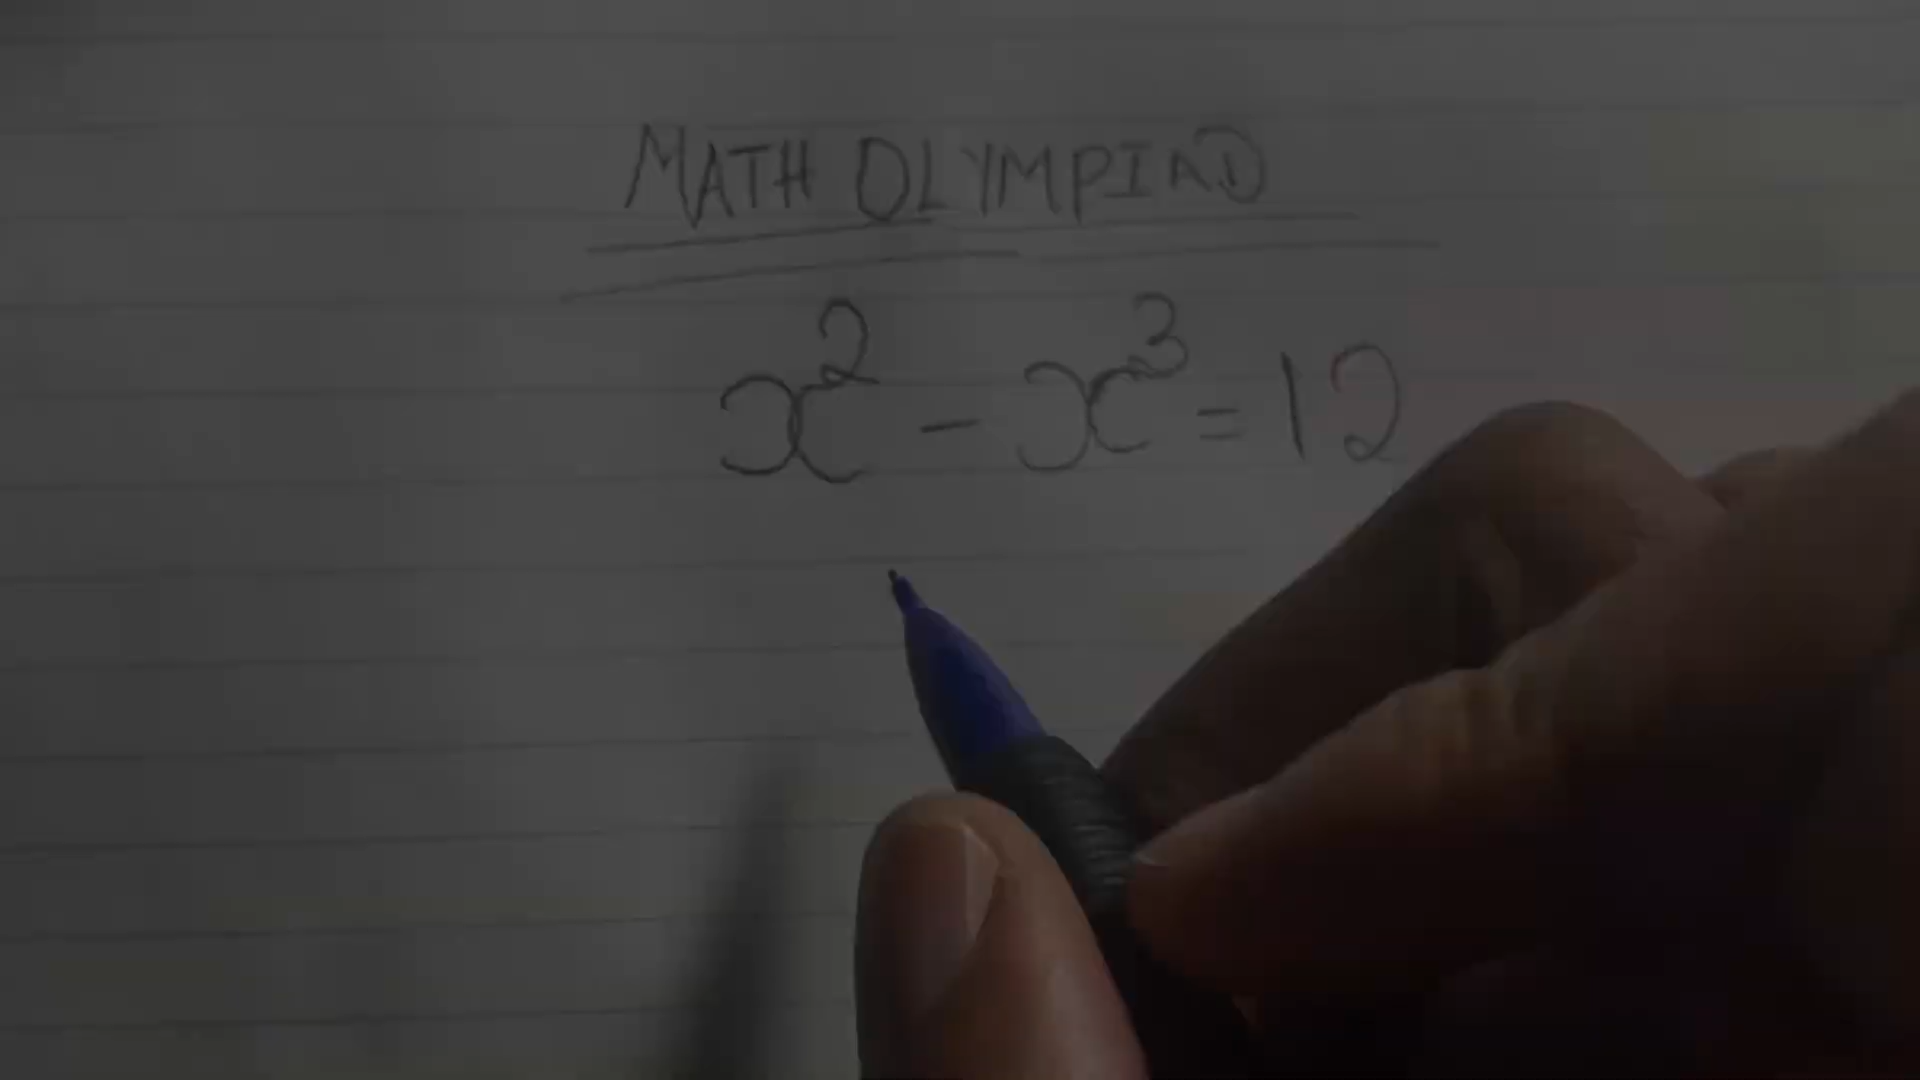 MATH OLYMPIAD
x² - x³ = 12